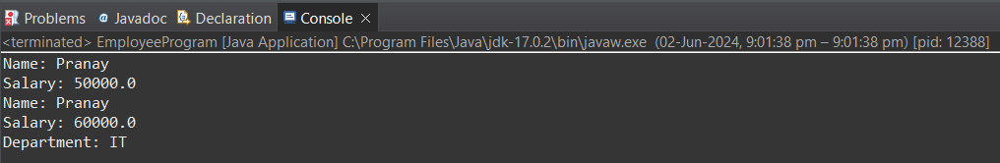 Problems @ Javadoc Declaration Console ×
<terminated> EmployeeProgram [Java Application] C:\Program Files\Java\jdk-17.0.2\bin\javaw.exe (02-Jun-2024, 9:01:38 pm – 9:01:38 pm) [pid: 12388]
Name: Pranay
Salary: 50000.0
Name: Pranay
Salary: 60000.0
Department: IT